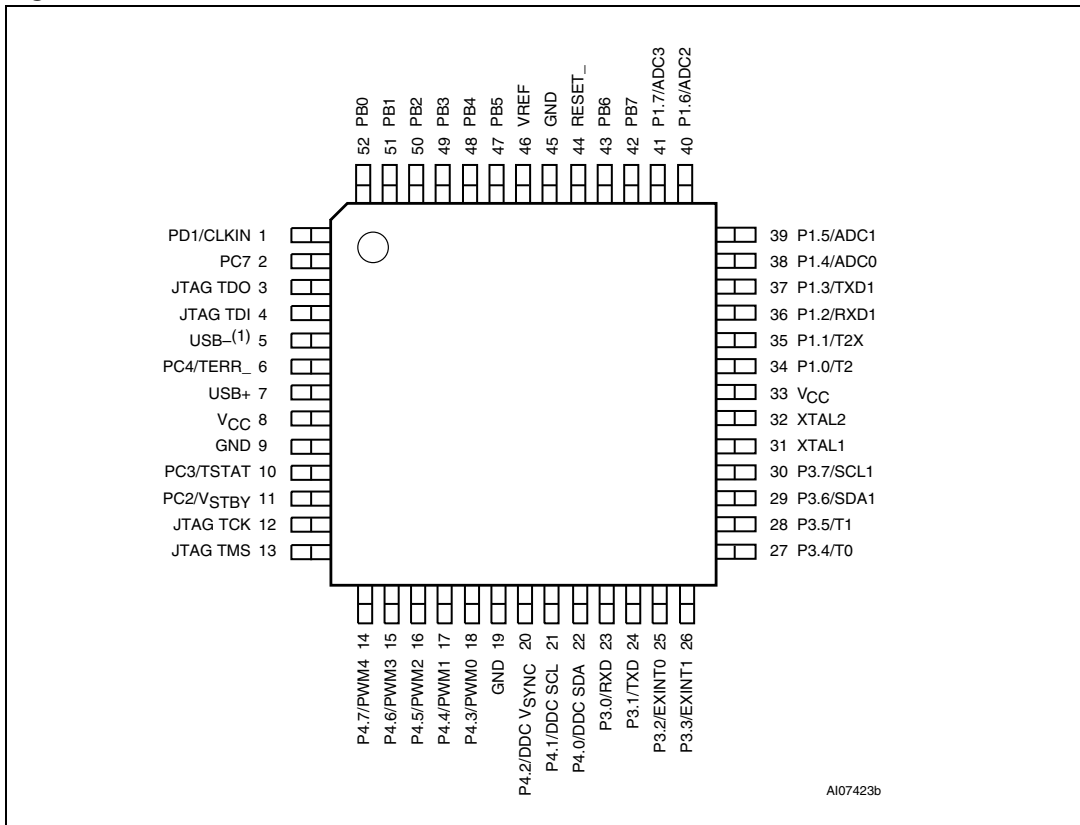 52 PB0
51 PB1
50 PB2
49 PB3
48 PB4
47 PB5
46 VREF
45 GND
44 RESET_
43 PB6
42 PB7
41 P1.7/ADC3
40 P1.6/ADC2
PD1/CLKIN 1
PC7 2
JTAG TDO 3
JTAG TDI 4
USB–(1) 5
PC4/TERR_ 6
USB+ 7
VCC 8
GND 9
PC3/TSTAT 10
PC2/VSTBY 11
JTAG TCK 12
JTAG TMS 13
39 P1.5/ADC1
38 P1.4/ADC0
37 P1.3/TXD1
36 P1.2/RXD1
35 P1.1/T2X
34 P1.0/T2
33 VCC
32 XTAL2
31 XTAL1
30 P3.7/SCL1
29 P3.6/SDA1
28 P3.5/T1
27 P3.4/T0
P4.7/PWM4 14
P4.6/PWM3 15
P4.5/PWM2 16
P4.4/PWM1 17
P4.3/PWM0 18
GND 19
P4.2/DDC VSYNC 20
P4.1/DDC SCL 21
P4.0/DDC SDA 22
P3.0/RXD 23
P3.1/TXD 24
P3.2/EXINT0 25
P3.3/EXINT1 26
AI07423b